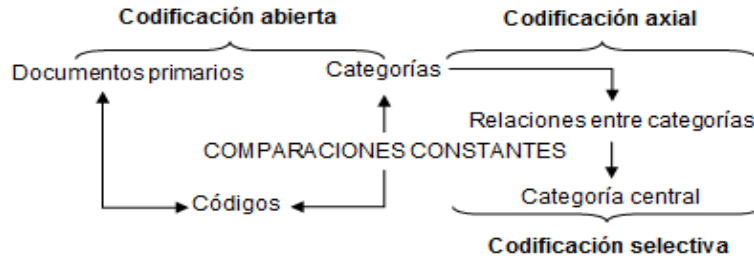 Codificación abierta
Codificación axial
Documentos primarios
Categorías
Relaciones entre categorías
COMPARACIONES CONSTANTES
Códigos
Categoría central
Codificación selectiva